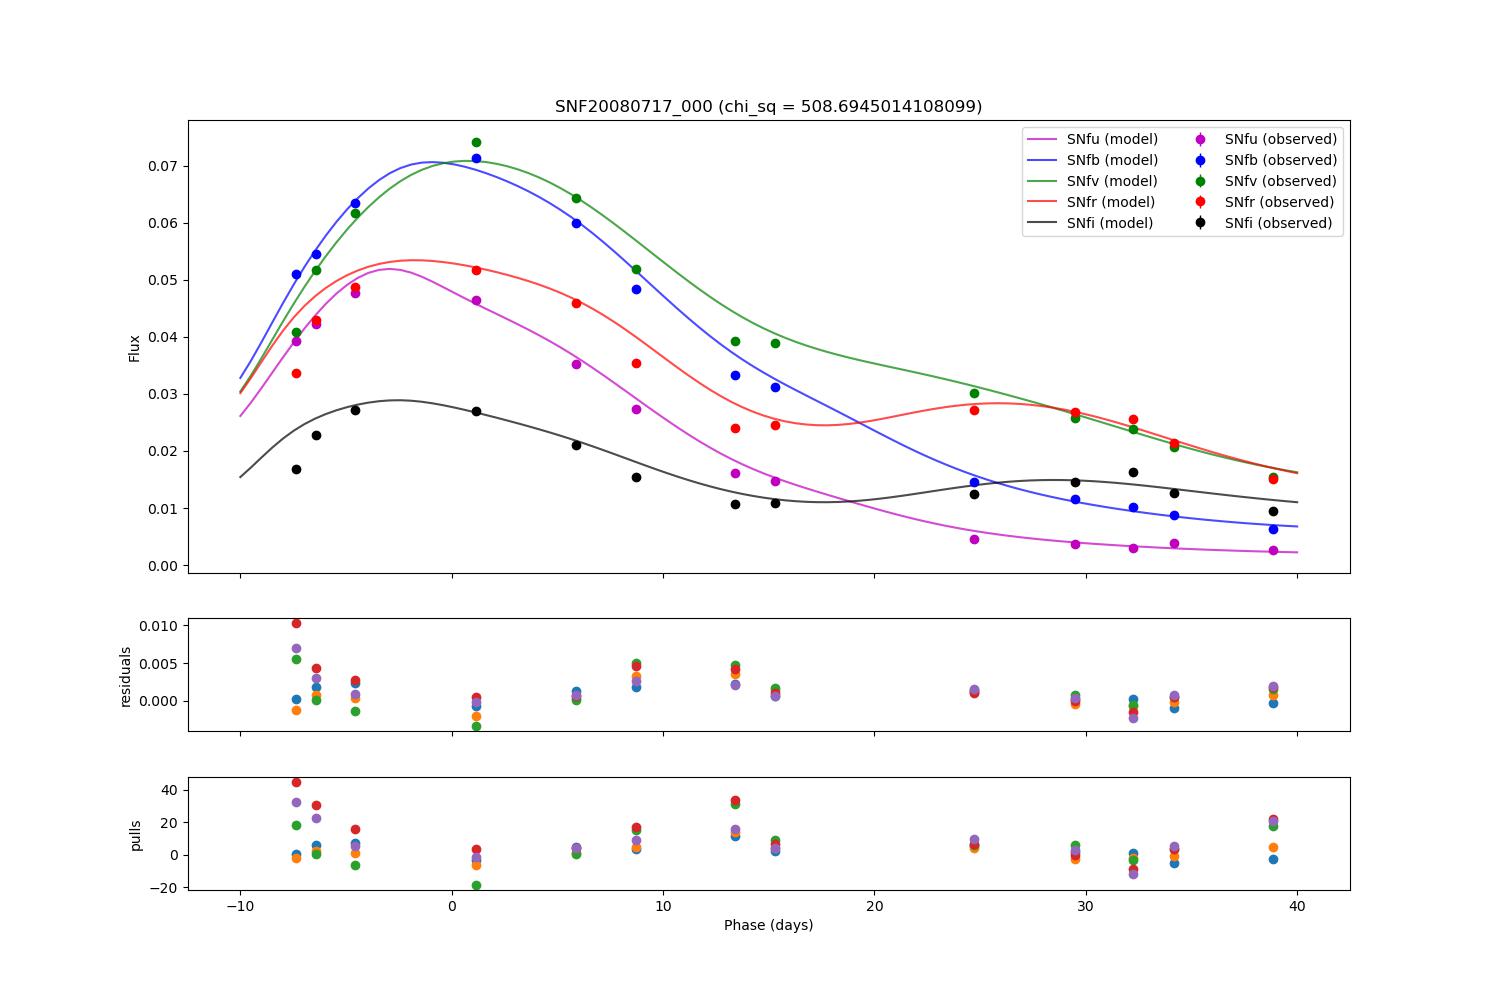 SNF20080717_000 (chi_sq = 508.6945014108099)
SNfu (model) SNfu (observed)
SNfb (model) SNfb (observed)
SNfv (model) SNfv (observed)
SNfr (model) SNfr (observed)
SNfi (model) SNfi (observed)
Flux
0.07
0.06
0.05
0.04
0.03
0.02
0.01
0.00
residuals
0.010
0.005
0.000
pulls
40
20
0
−20
−10 0 10 20 30 40
Phase (days)